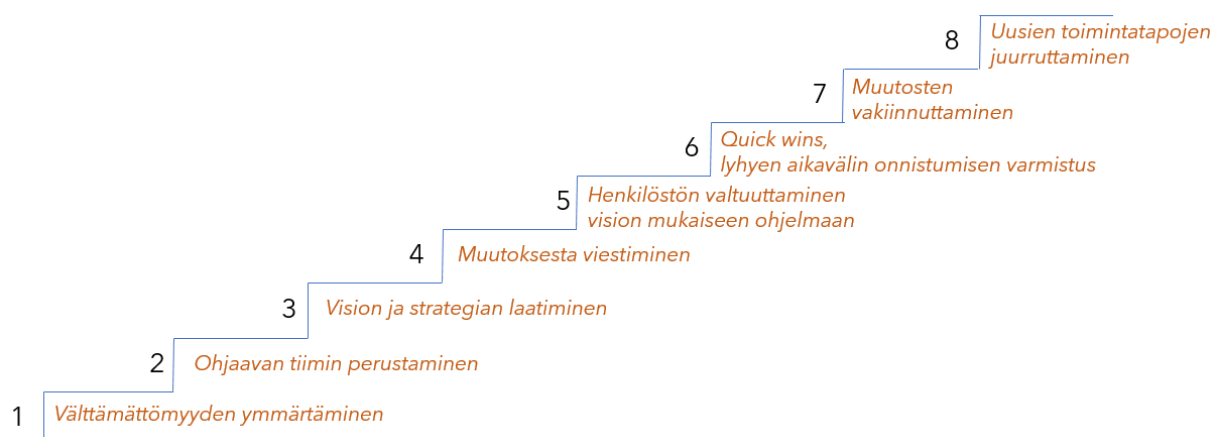 8 Uusien toimintatapojen
juurruttaminen
7 Muutosten
vakiinnuttaminen
6 Quick wins,
lyhyen aikavälin onnistumisen varmistus
5 Henkilöstön valtuuttaminen
vision mukaiseen ohjelmaan
4 Muutoksesta viestiminen
3 Vision ja strategian laatiminen
2 Ohjaavan tiimin perustaminen
1 Välttämättömyyden ymmärtäminen